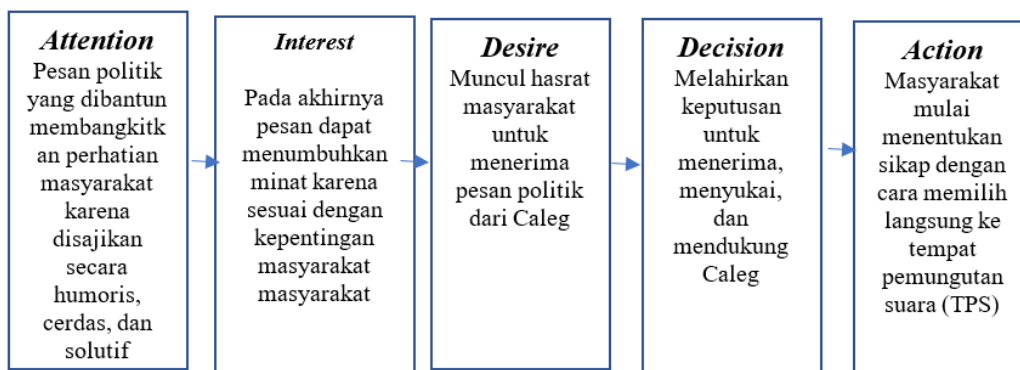 Attention
Pesan politik
yang dibantun
membangkitk
an perhatian
masyarakat
karena
disajikan
secara
humoris,
cerdas, dan
solutif
Interest
Pada akhirnya
pesan dapat
menumbuhkan
minat karena
sesuai dengan
kepentingan
masyarakat
masyarakat
Desire
Muncul hasrat
masyarakat
untuk
menerima
pesan politik
dari Caleg
Decision
Melahirkan
keputusan
untuk
menerima,
menyukai,
dan
mendukung
Caleg
Action
Masyarakat
mulai
menentukan
sikap dengan
cara memilih
langsung ke
tempat
pemungutan
suara (TPS)